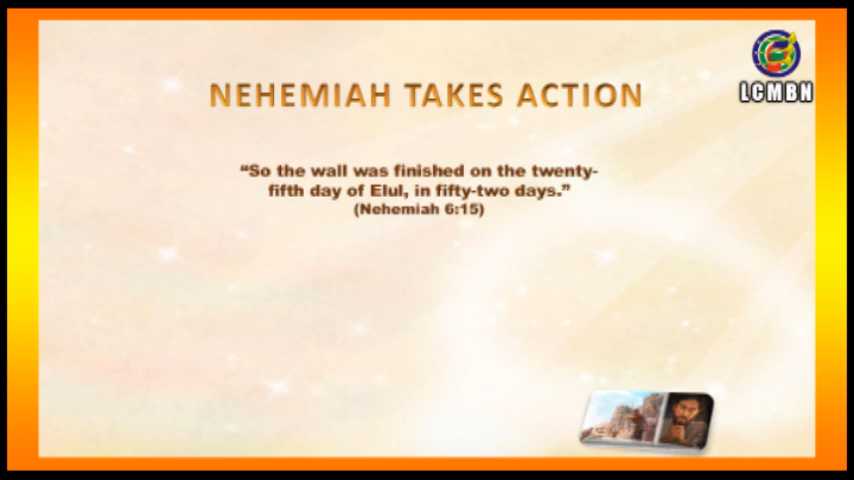 LCMBN
NEHEMIAH TAKES ACTION
“So the wall was finished on the twenty-
fifth day of Elul, in fifty-two days.”
(Nehemiah 6:15)